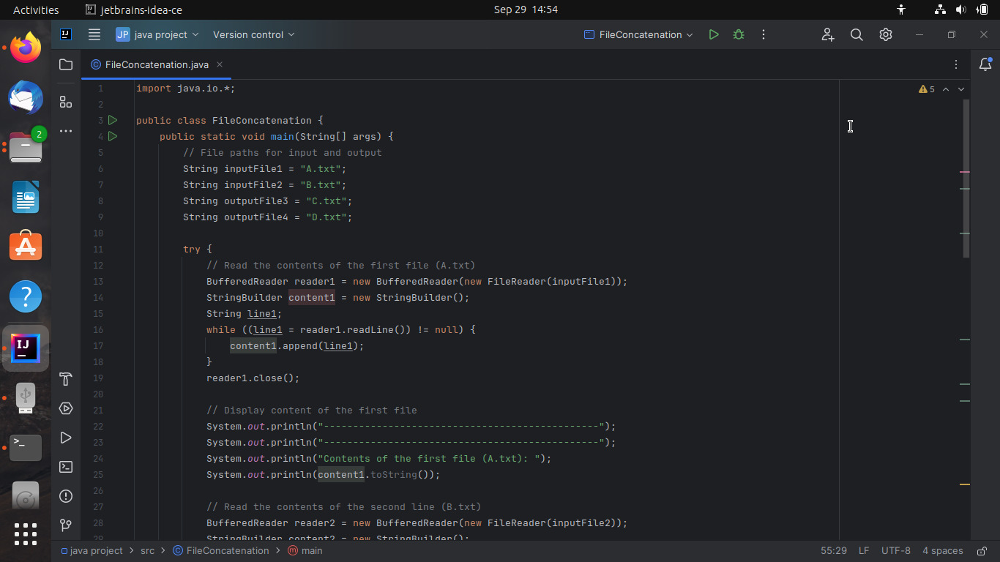 Activities
jetbrains-idea-ce
Sep 29 14:54
IJ
JP java project
Version control
FileConcatenation
2
FileConcatenation.java
5
1 import java.io.*;
2
3 public class FileConcatenation {
4 public static void main(String[] args) {
5 // File paths for input and output
6 String inputFile1 = "A.txt";
7 String inputFile2 = "B.txt";
8 String outputFile3 = "C.txt";
9 String outputFile4 = "D.txt";
10
11 try {
12 // Read the contents of the first file (A.txt)
13 BufferedReader reader1 = new BufferedReader(new FileReader(inputFile1));
14 StringBuilder content1 = new StringBuilder();
15 String line1;
16 while ((line1 = reader1.readLine()) != null) {
17 content1.append(line1);
18 }
19 reader1.close();
20
21 // Display content of the first file
22 System.out.println("-----------------------------------------------");
23 System.out.println("-----------------------------------------------");
24 System.out.println("Contents of the first file (A.txt): ");
25 System.out.println(content1.toString());
26
27 // Read the contents of the second line (B.txt)
28 BufferedReader reader2 = new BufferedReader(new FileReader(inputFile2));
29 StringBuilder content2 = new StringBuilder();
IJ
java project > src > FileConcatenation > main
55:29 LF UTF-8 4 spaces